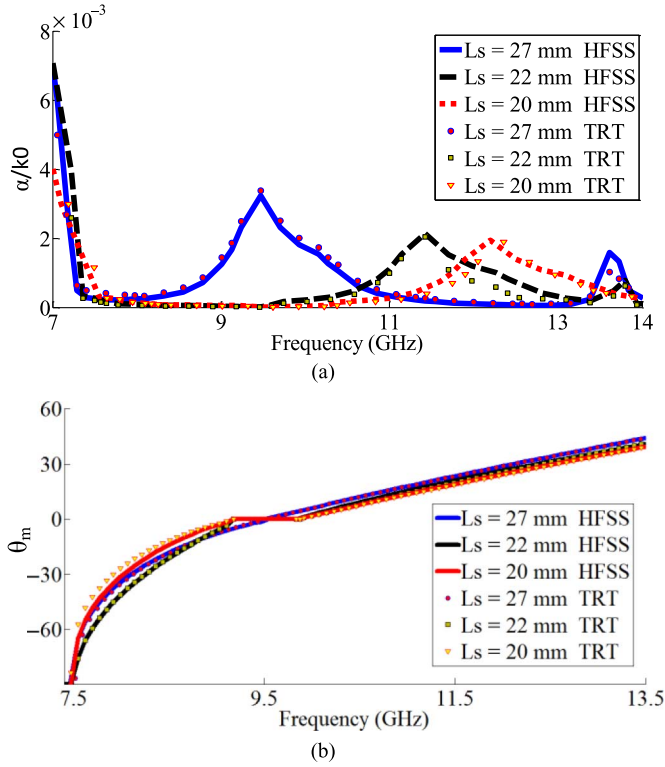 8 × 10⁻³
Ls = 27 mm HFSS
Ls = 22 mm HFSS
Ls = 20 mm HFSS
Ls = 27 mm TRT
Ls = 22 mm TRT
Ls = 20 mm TRT
6
4
2
0
α/k0
7 9 11 13 14
Frequency (GHz)
(a)
60
30
0
−30
−60
θm
Ls = 27 mm HFSS
Ls = 22 mm HFSS
Ls = 20 mm HFSS
Ls = 27 mm TRT
Ls = 22 mm TRT
Ls = 20 mm TRT
7.5 9.5 11.5 13.5
Frequency (GHz)
(b)